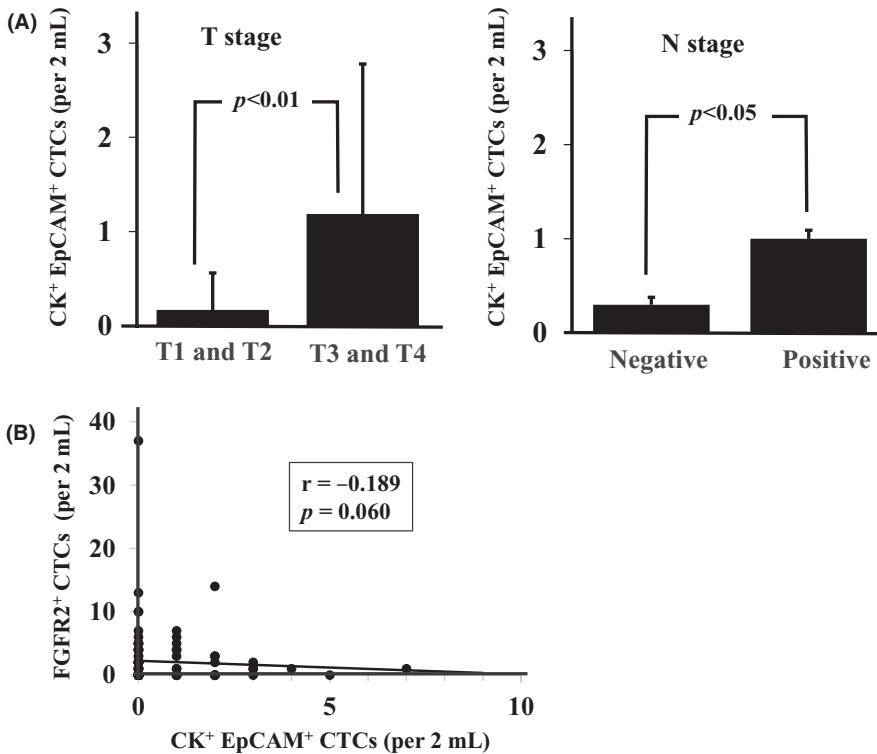 (A)
CK⁺ EpCAM⁺ CTCs (per 2 mL)
T stage
3
2
1
0
p<0.01
T1 and T2
T3 and T4
CK⁺ EpCAM⁺ CTCs (per 2 mL)
N stage
3
2
1
0
p<0.05
Negative
Positive
(B)
FGFR2⁺ CTCs (per 2 mL)
40
30
20
10
0
r = –0.189
p = 0.060
0
5
10
CK⁺ EpCAM⁺ CTCs (per 2 mL)